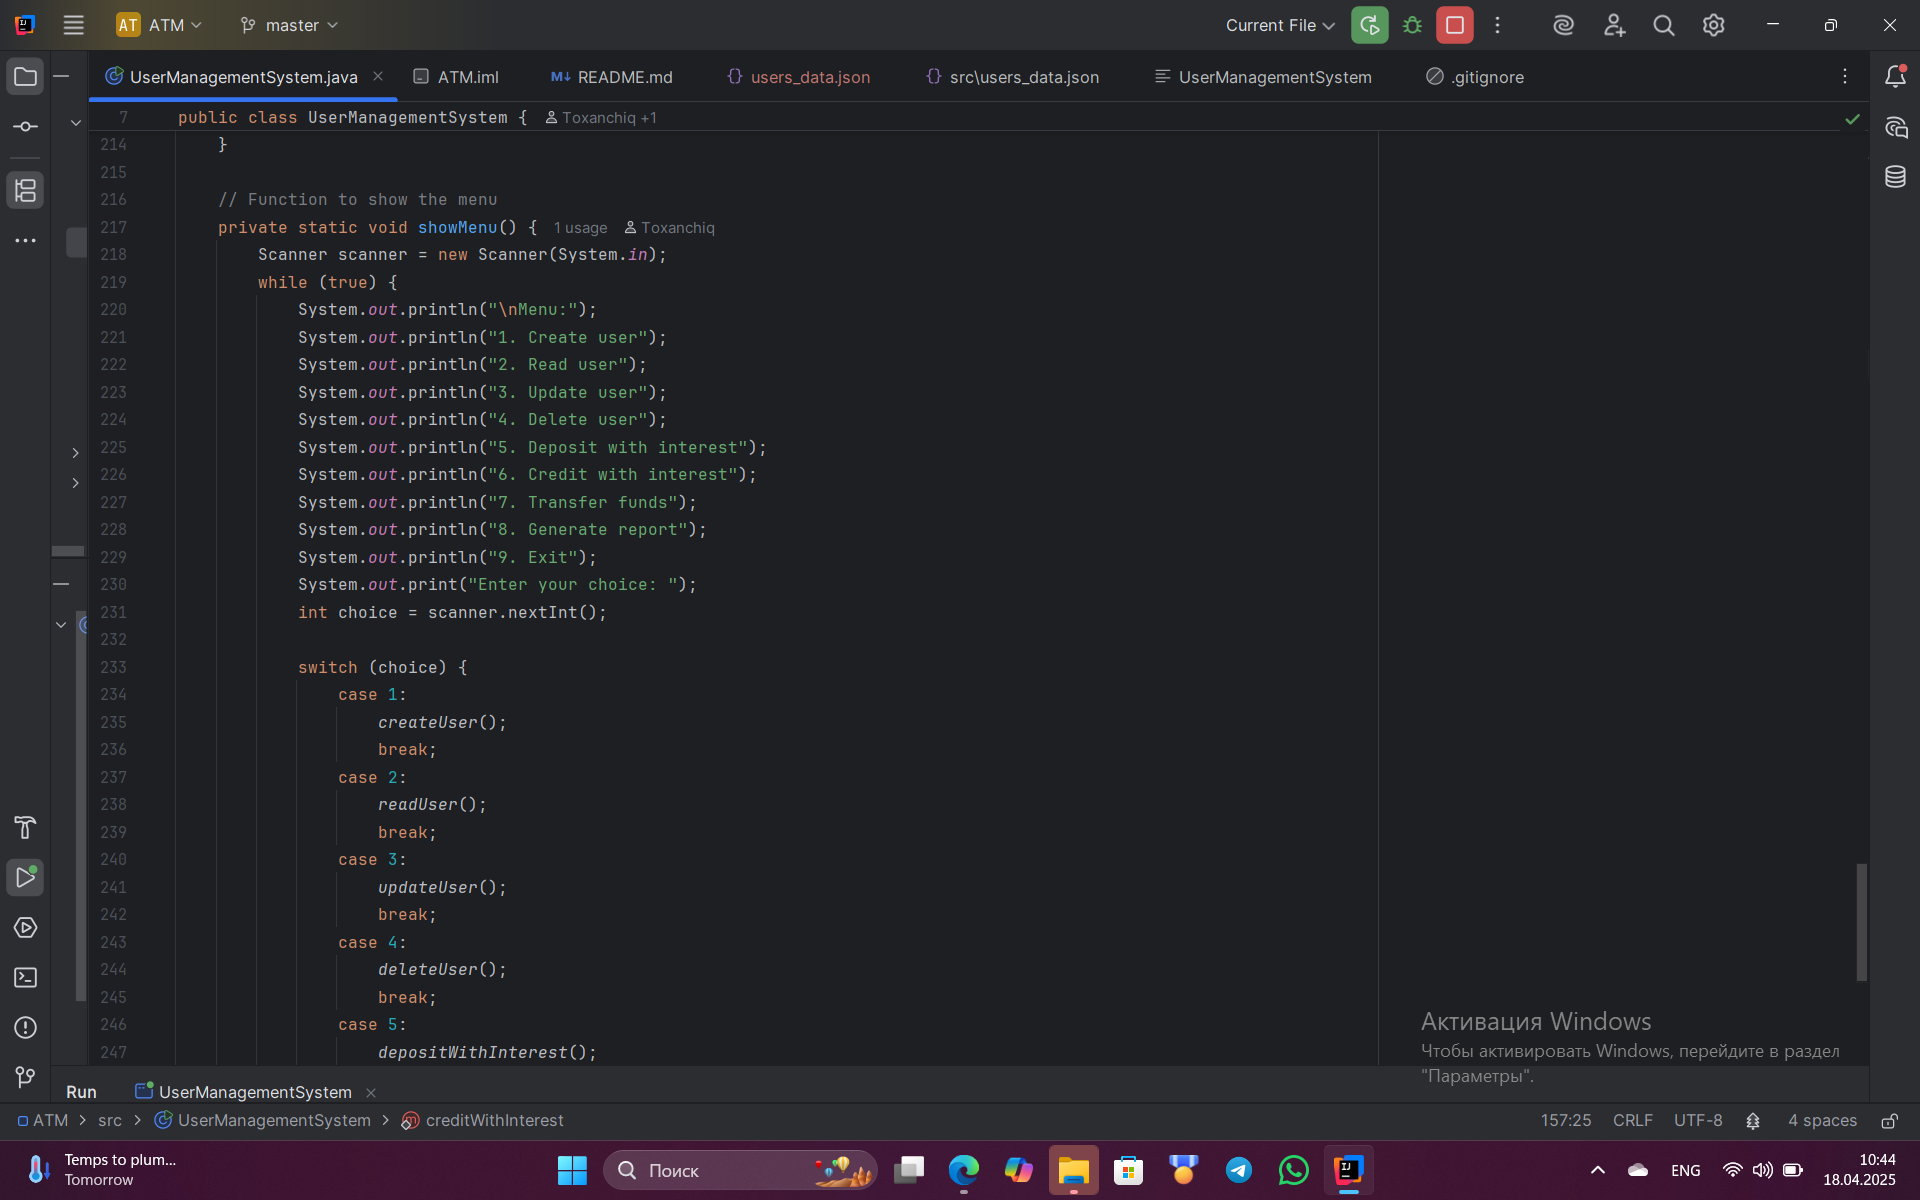 AT ATM master Current File
UserManagementSystem.java ATM.iml M↓ README.md {} users_data.json {} src\users_data.json UserManagementSystem .gitignore
7 public class UserManagementSystem { Toxanchiq +1
214 }
215
216 // Function to show the menu
217 private static void showMenu() { 1 usage Toxanchiq
218 Scanner scanner = new Scanner(System.in);
219 while (true) {
220 System.out.println("\nMenu:");
221 System.out.println("1. Create user");
222 System.out.println("2. Read user");
223 System.out.println("3. Update user");
224 System.out.println("4. Delete user");
225 System.out.println("5. Deposit with interest");
226 System.out.println("6. Credit with interest");
227 System.out.println("7. Transfer funds");
228 System.out.println("8. Generate report");
229 System.out.println("9. Exit");
230 System.out.print("Enter your choice: ");
231 int choice = scanner.nextInt();
232
233 switch (choice) {
234 case 1:
235 createUser();
236 break;
237 case 2:
238 readUser();
239 break;
240 case 3:
241 updateUser();
242 break;
243 case 4:
244 deleteUser();
245 break;
246 case 5:
247 depositWithInterest();
Активация Windows
Чтобы активировать Windows, перейдите в раздел
"Параметры".
Run UserManagementSystem
ATM > src > UserManagementSystem > creditWithInterest 157:25 CRLF UTF-8 4 spaces
Temps to plum...
Tomorrow
Поиск
ENG
10:44
18.04.2025